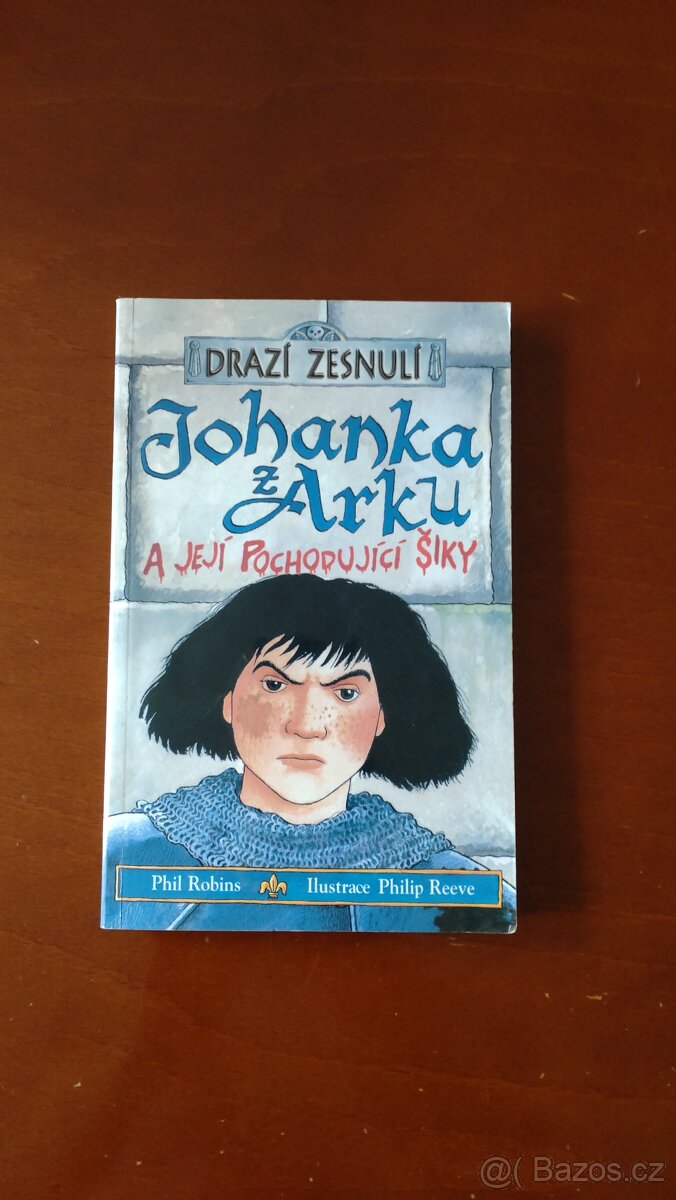 DRAZÍ ZESNULÍ
Johanka
z Arku
A JEJÍ POCHODUJÍCÍ ŠIKY
Phil Robins Ilustrace Philip Reeve
@( Bazos.cz